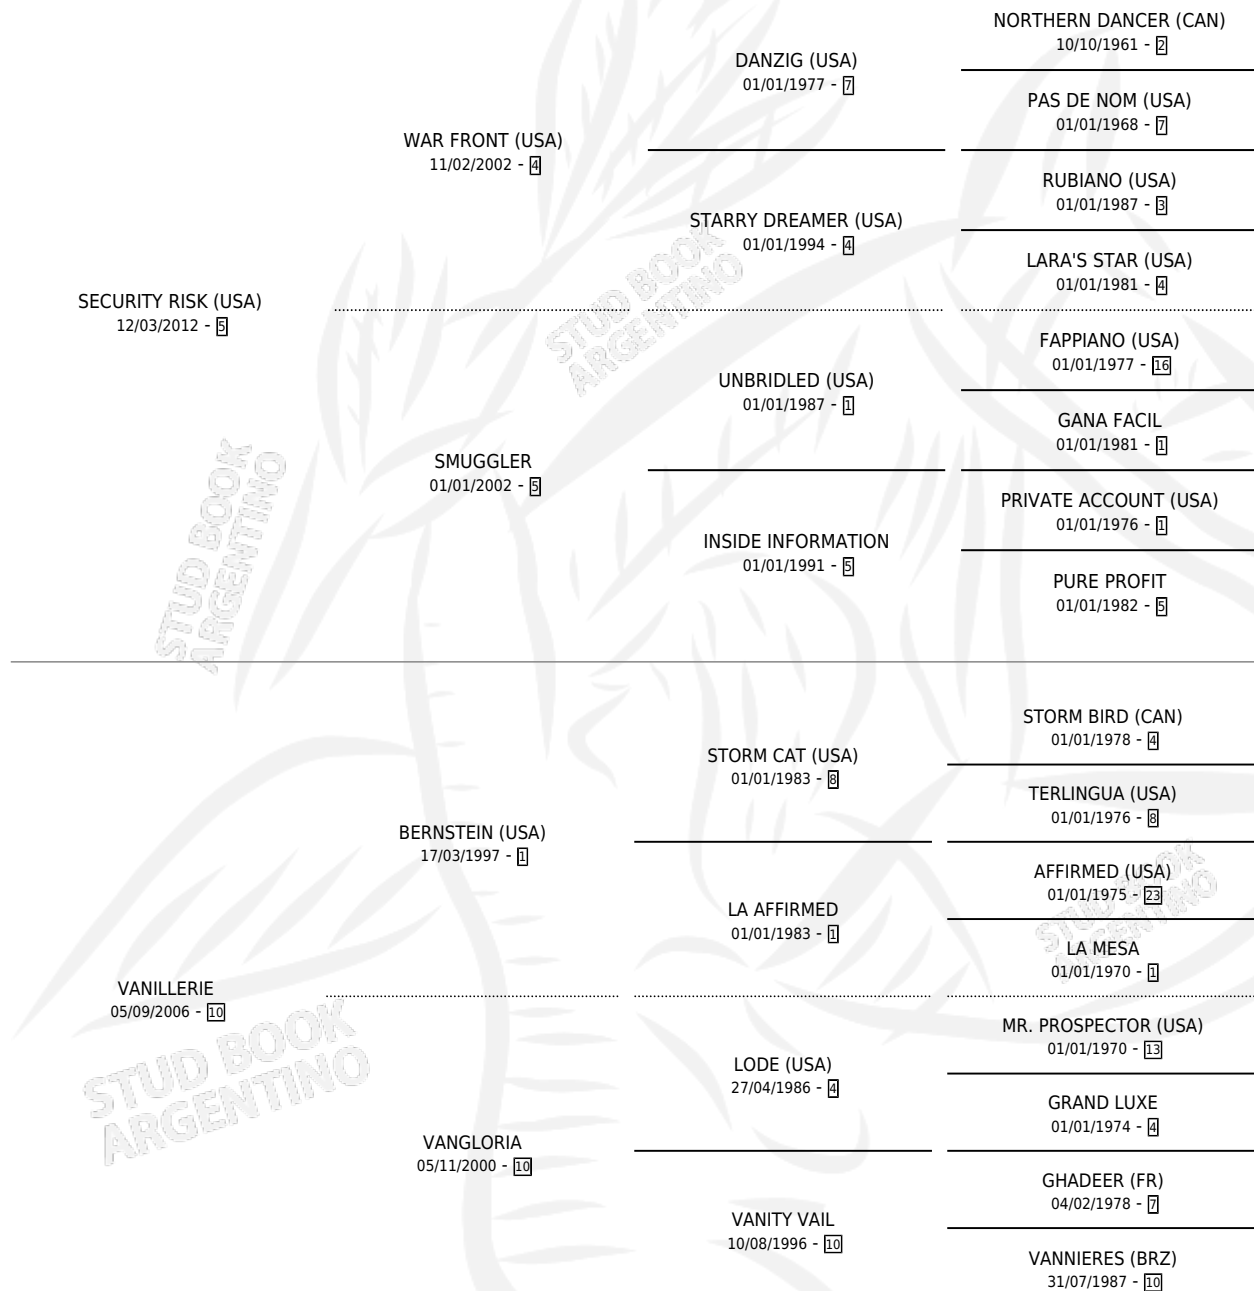 NORTHERN DANCER (CAN)
10/10/1961 - 2
DANZIG (USA)
01/01/1977 - 7
PAS DE NOM (USA)
01/01/1968 - 7
WAR FRONT (USA)
11/02/2002 - 4
RUBIANO (USA)
01/01/1987 - 3
STARRY DREAMER (USA)
01/01/1994 - 4
LARA'S STAR (USA)
01/01/1981 - 4
SECURITY RISK (USA)
12/03/2012 - 5
FAPPIANO (USA)
01/01/1977 - 16
UNBRIDLED (USA)
01/01/1987 - 1
GANA FACIL
01/01/1981 - 1
SMUGGLER
01/01/2002 - 5
PRIVATE ACCOUNT (USA)
01/01/1976 - 1
INSIDE INFORMATION
01/01/1991 - 5
PURE PROFIT
01/01/1982 - 5
STORM BIRD (CAN)
01/01/1978 - 4
STORM CAT (USA)
01/01/1983 - 8
TERLINGUA (USA)
01/01/1976 - 8
BERNSTEIN (USA)
17/03/1997 - 1
AFFIRMED (USA)
01/01/1975 - 23
LA AFFIRMED
01/01/1983 - 1
LA MESA
01/01/1970 - 1
VANILLERIE
05/09/2006 - 10
MR. PROSPECTOR (USA)
01/01/1970 - 13
LODE (USA)
27/04/1986 - 4
GRAND LUXE
01/01/1974 - 4
VANGLORIA
05/11/2000 - 10
GHADEER (FR)
04/02/1978 - 7
VANITY VAIL
10/08/1996 - 10
VANNIERES (BRZ)
31/07/1987 - 10
STUD BOOK
ARGENTINO
STUD BOOK
ARGENTINO
STUD BOOK
ARGENTINO
STUD BOOK
ARGENTINO